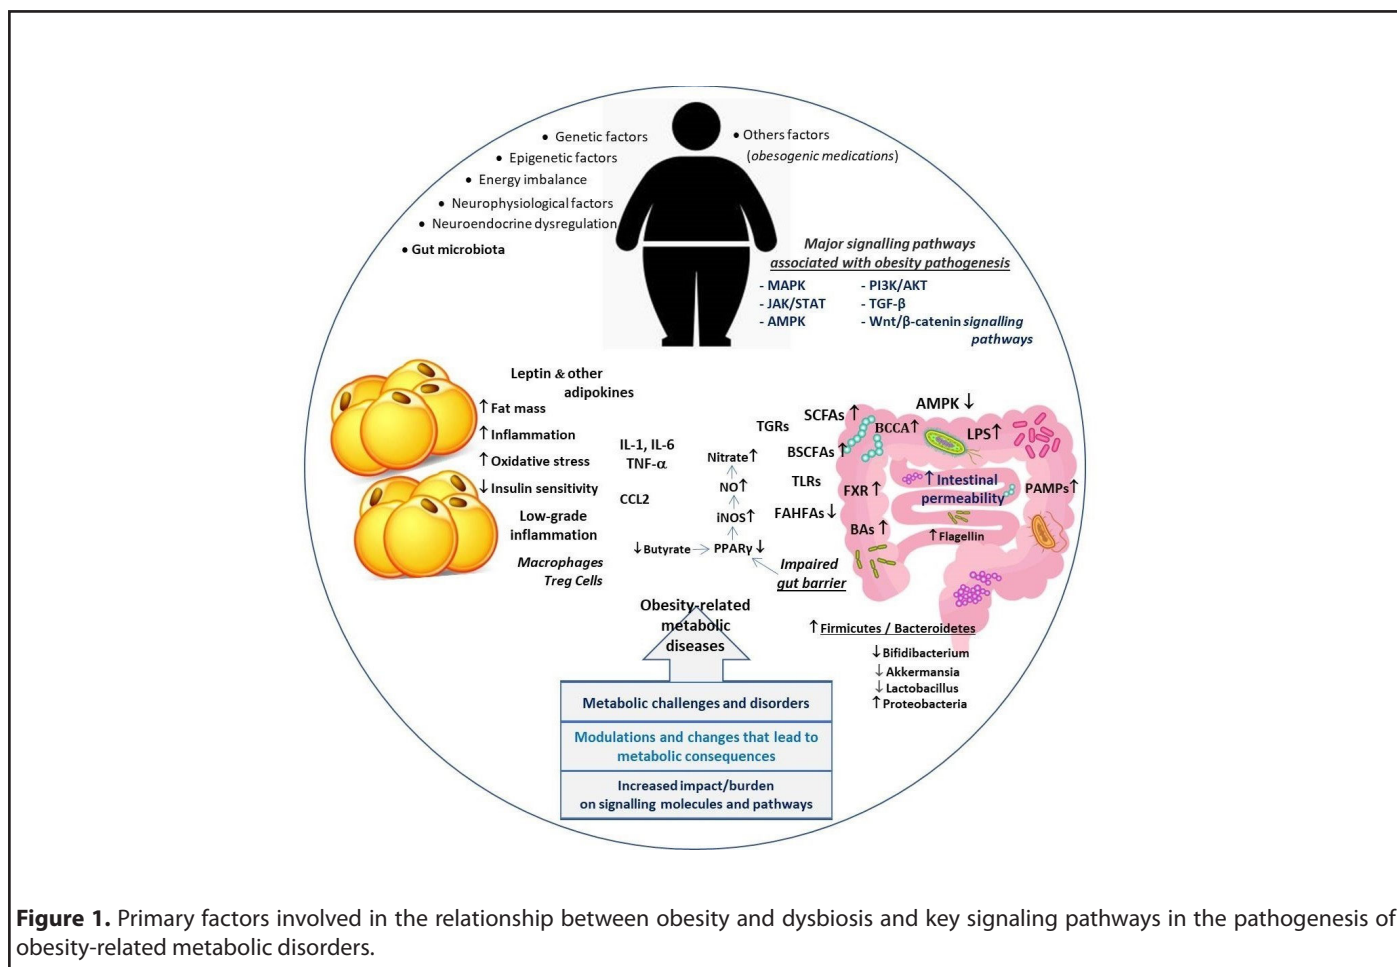 • Genetic factors
• Epigenetic factors
• Energy imbalance
• Neurophysiological factors
• Neuroendocrine dysregulation
• Gut microbiota
• Others factors
(obesogenic medications)
Major signalling pathways
associated with obesity pathogenesis
- MAPK
- JAK/STAT
- AMPK
- PI3K/AKT
- TGF-β
- Wnt/β-catenin signalling
pathways
Leptin & other
adipokines
↑ Fat mass
↑ Inflammation
↑ Oxidative stress
↓ Insulin sensitivity
Low-grade
inflammation
Macrophages
Treg Cells
IL-1, IL-6
TNF-α
CCL2
Nitrate ↑
NO ↑
iNOS ↑
↓ Butyrate → PPARγ ↓
Impaired
gut barrier
TGRs
SCFAs ↑
BSCFAs ↑
TLRs
FAHFAs ↓
AMPK ↓
BCCA ↑
LPS ↑
FXR ↑
↑ Intestinal
permeability
PAMPs ↑
BAs ↑
↑ Flagellin
↑ Firmicutes / Bacteroidetes
↓ Bifidibacterium
↓ Akkermansia
↓ Lactobacillus
↑ Proteobacteria
Obesity-related
metabolic
diseases
Metabolic challenges and disorders
Modulations and changes that lead to
metabolic consequences
Increased impact/burden
on signalling molecules and pathways
Figure 1. Primary factors involved in the relationship between obesity and dysbiosis and key signaling pathways in the pathogenesis of
obesity-related metabolic disorders.